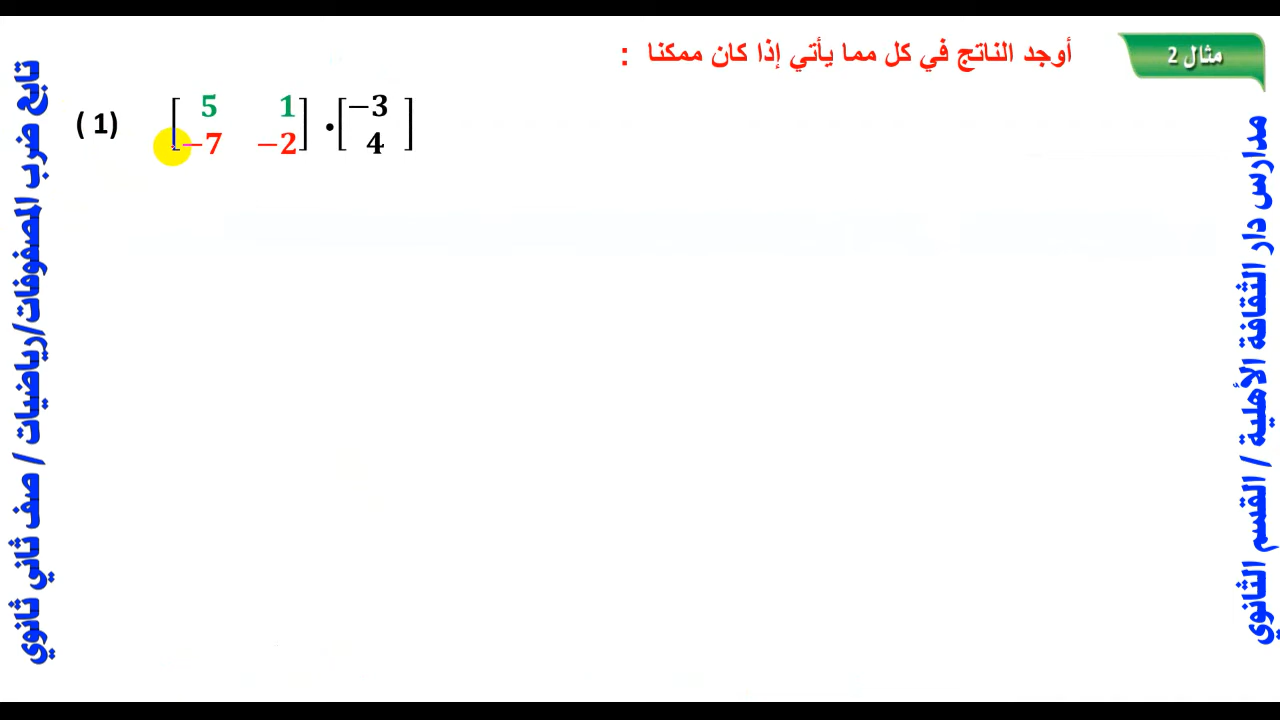 مثال 2
أوجد الناتج في كل مما يأتي إذا كان ممكنا :
( 1) [ 5 1 ] . [ −3 ]
[ −7 −2 ] [ 4 ]
تابع ضرب المصفوفات/رياضيات / صف ثاني ثانوي
مدارس دار الثقافة الأهلية / القسم الثانوي